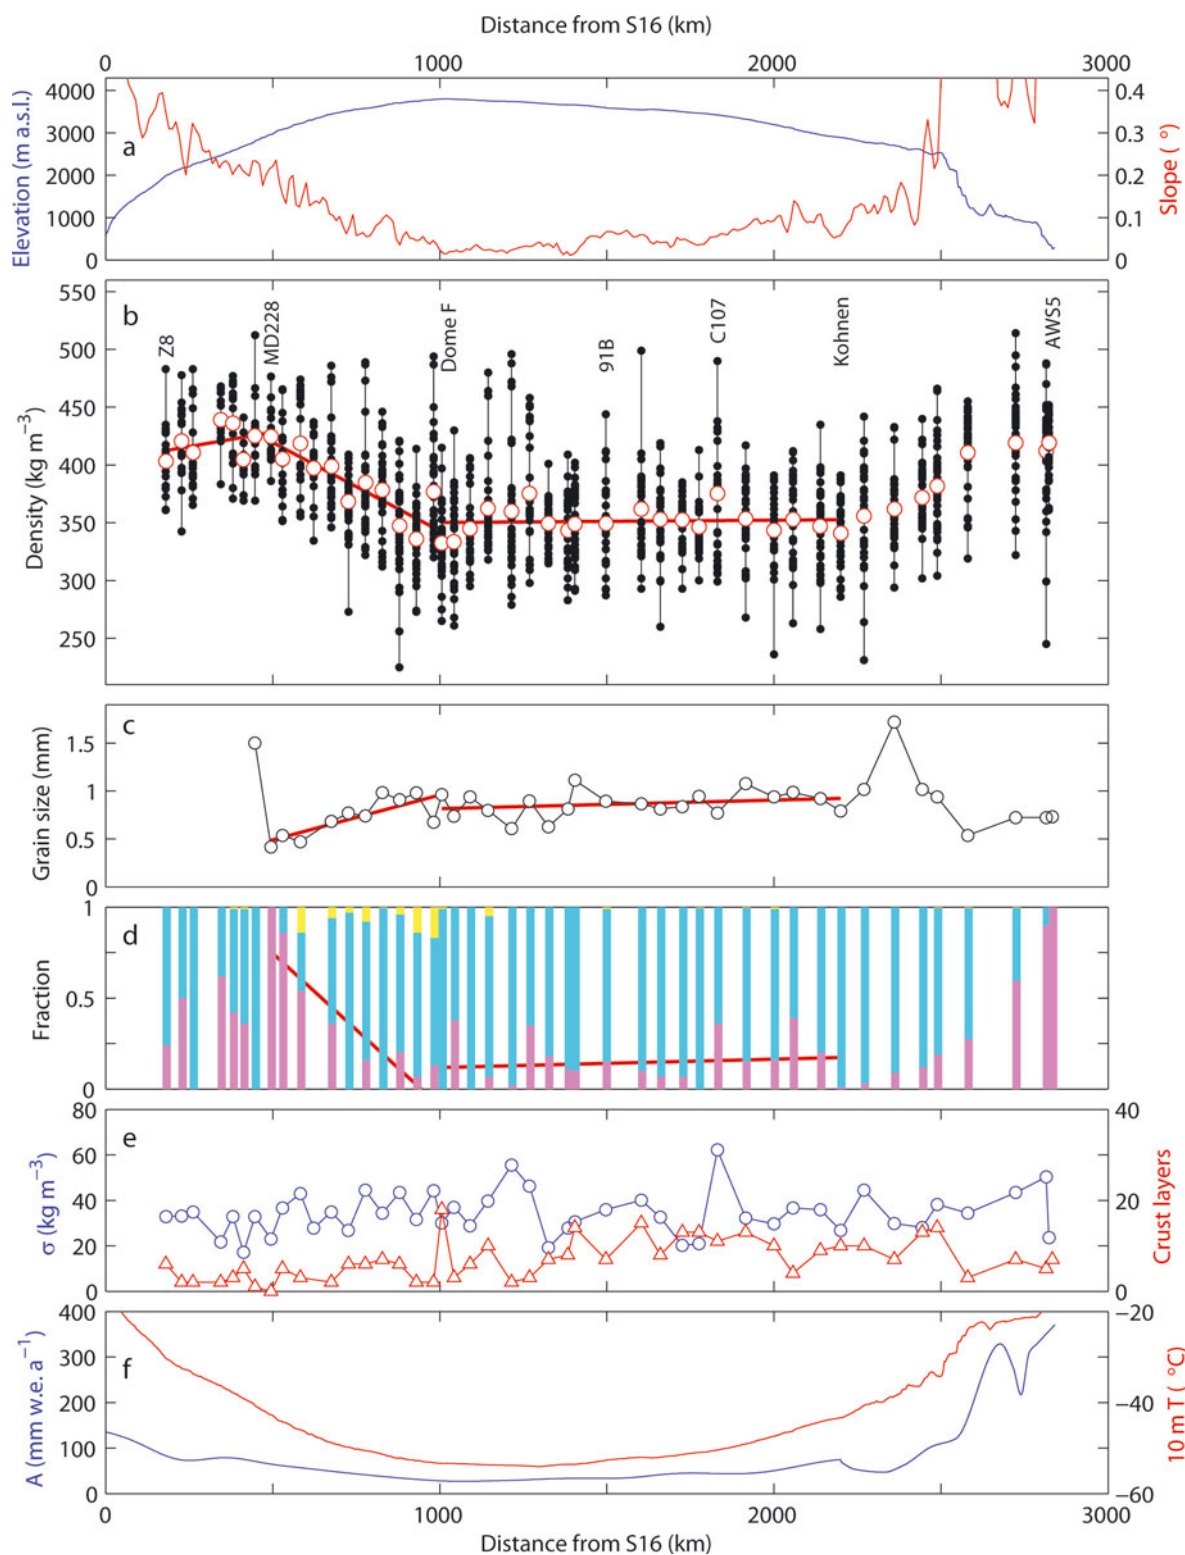 Distance from S16 (km)
0 1000 2000 3000
4000
3000
2000
1000
0
Elevation (m a.s.l.)
a
0.4
0.3
0.2
0.1
0
Slope (°)
550
500
450
400
350
300
250
Density (kg m−3)
b
Z8
MD228
Dome F
91B
C107
Kohnen
AWS5
1.5
1
0.5
0
Grain size (mm)
c
1
0.5
0
Fraction
d
80
60
40
20
0
σ (kg m−3)
e
40
20
0
Crust layers
400
300
200
100
0
A (mm w.e. a−1)
f
−20
−40
−60
10 m T (°C)
0 1000 2000 3000
Distance from S16 (km)